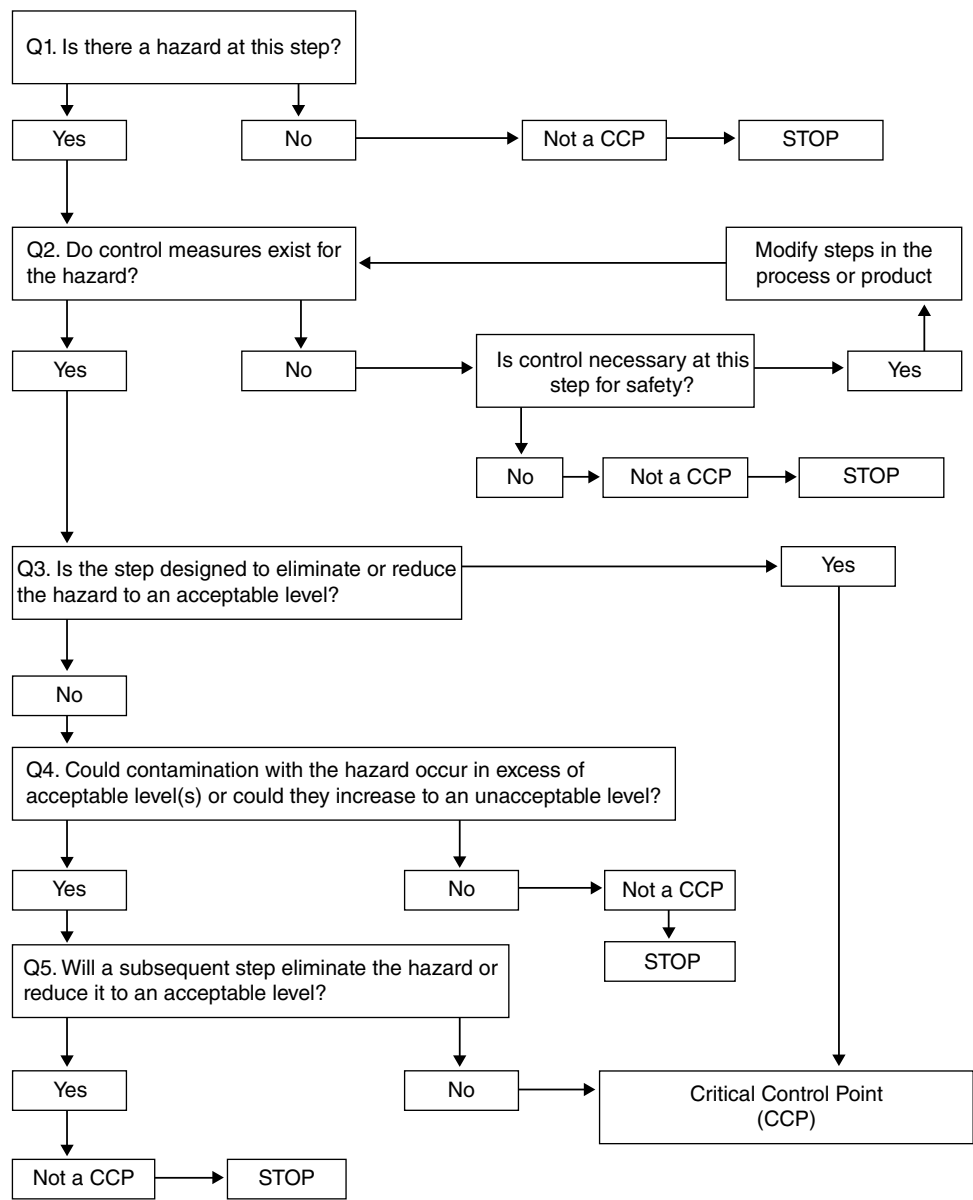 Q1. Is there a hazard at this step?
Yes
No
Not a CCP
STOP
Q2. Do control measures exist for
the hazard?
Modify steps in the
process or product
Yes
No
Is control necessary at this
step for safety?
Yes
No
Not a CCP
STOP
Q3. Is the step designed to eliminate or reduce
the hazard to an acceptable level?
Yes
No
Q4. Could contamination with the hazard occur in excess of
acceptable level(s) or could they increase to an unacceptable level?
Yes
No
Not a CCP
STOP
Q5. Will a subsequent step eliminate the hazard or
reduce it to an acceptable level?
Yes
No
Critical Control Point
(CCP)
Not a CCP
STOP